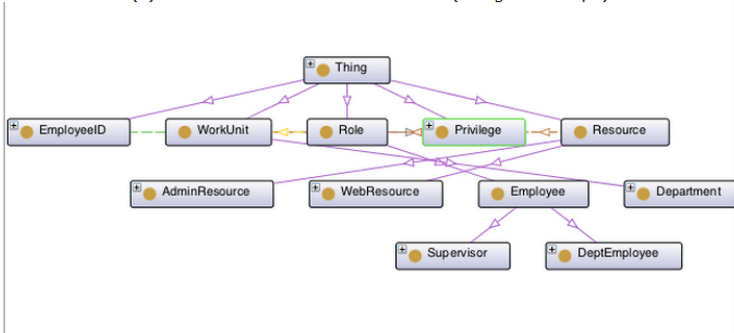 Thing
EmployeeID WorkUnit Role Privilege Resource
AdminResource WebResource Employee Department
Supervisor DeptEmployee